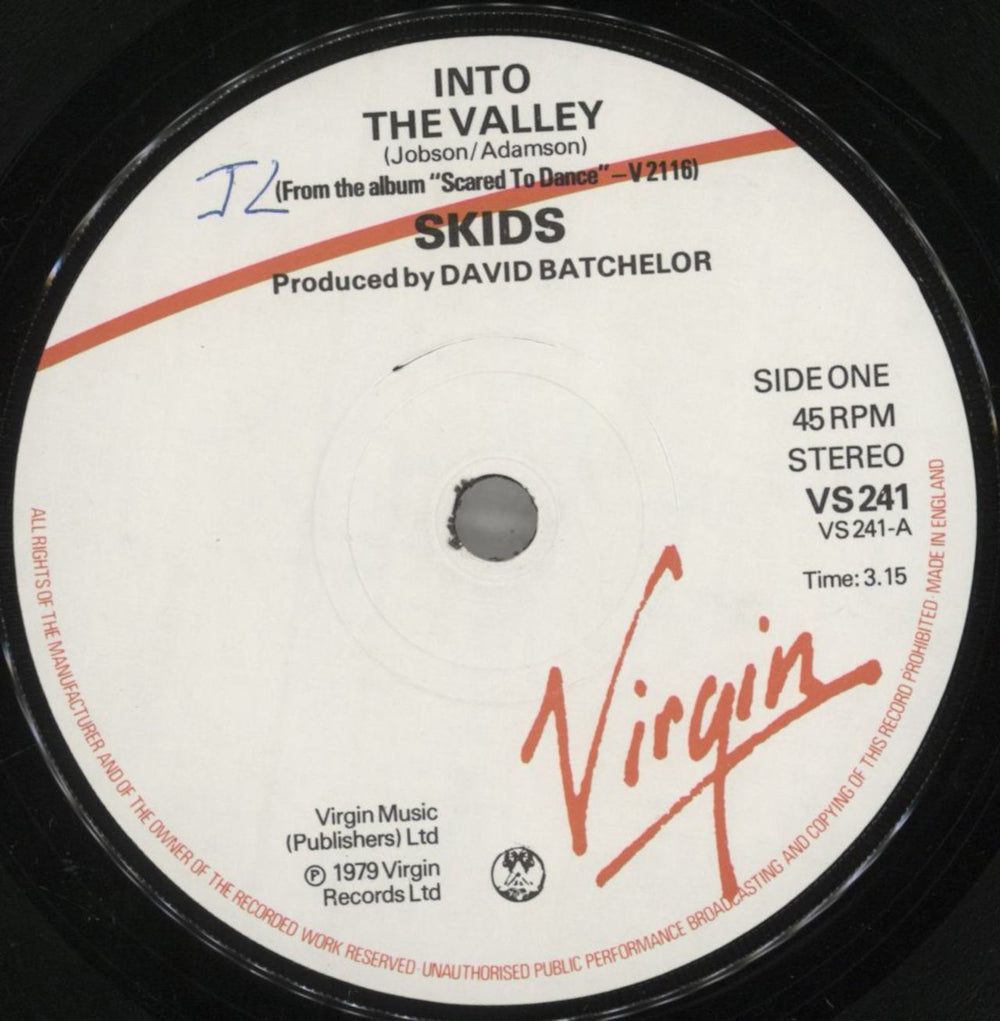 INTO
THE VALLEY
(Jobson/Adamson)
JL
(From the album "Scared To Dance"–V2116)
SKIDS
Produced by DAVID BATCHELOR
SIDE ONE
45 RPM
STEREO
VS 241
VS 241-A
Time: 3.15
Virgin
Virgin Music
(Publishers) Ltd
℗ 1979 Virgin
Records Ltd
ALL RIGHTS OF THE MANUFACTURER AND OF THE OWNER OF THE RECORDED WORK RESERVED · UNAUTHORISED PUBLIC PERFORMANCE BROADCASTING AND COPYING OF THIS RECORD PROHIBITED · MADE IN ENGLAND